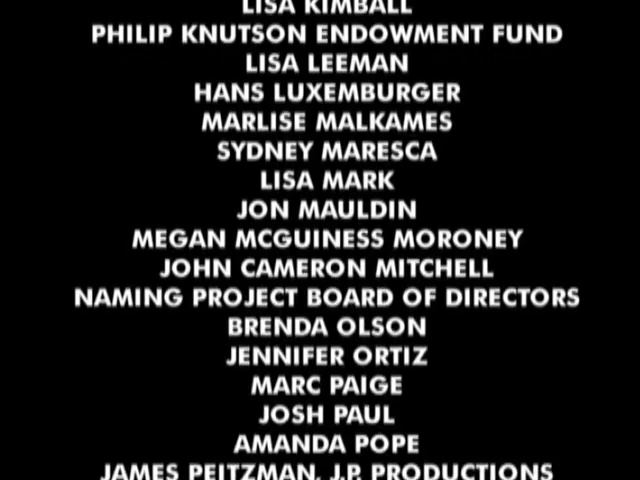 LISA KIMBALL
PHILIP KNUTSON ENDOWMENT FUND
LISA LEEMAN
HANS LUXEMBURGER
MARLISE MALKAMES
SYDNEY MARESCA
LISA MARK
JON MAULDIN
MEGAN MCGUINESS MORONEY
JOHN CAMERON MITCHELL
NAMING PROJECT BOARD OF DIRECTORS
BRENDA OLSON
JENNIFER ORTIZ
MARC PAIGE
JOSH PAUL
AMANDA POPE
JAMES PEITZMAN, J.P. PRODUCTIONS